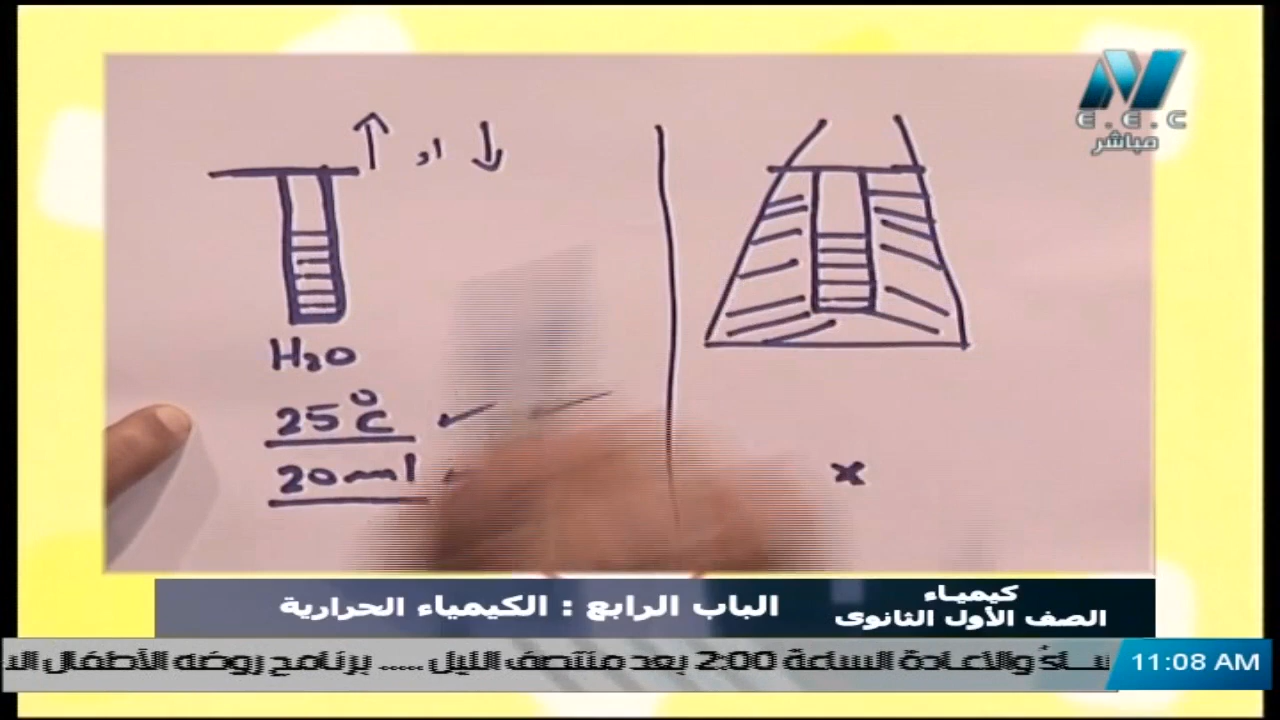 E.E.C
مباشر
او
H2O
25°C
20ml
x
كيمياء
الصف الأول الثانوى
الباب الرابع : الكيمياء الحرارية
والاعادة الساعة 2:00 بعد منتصف الليل ..... برنامج روضه الأطفال
11:08 AM